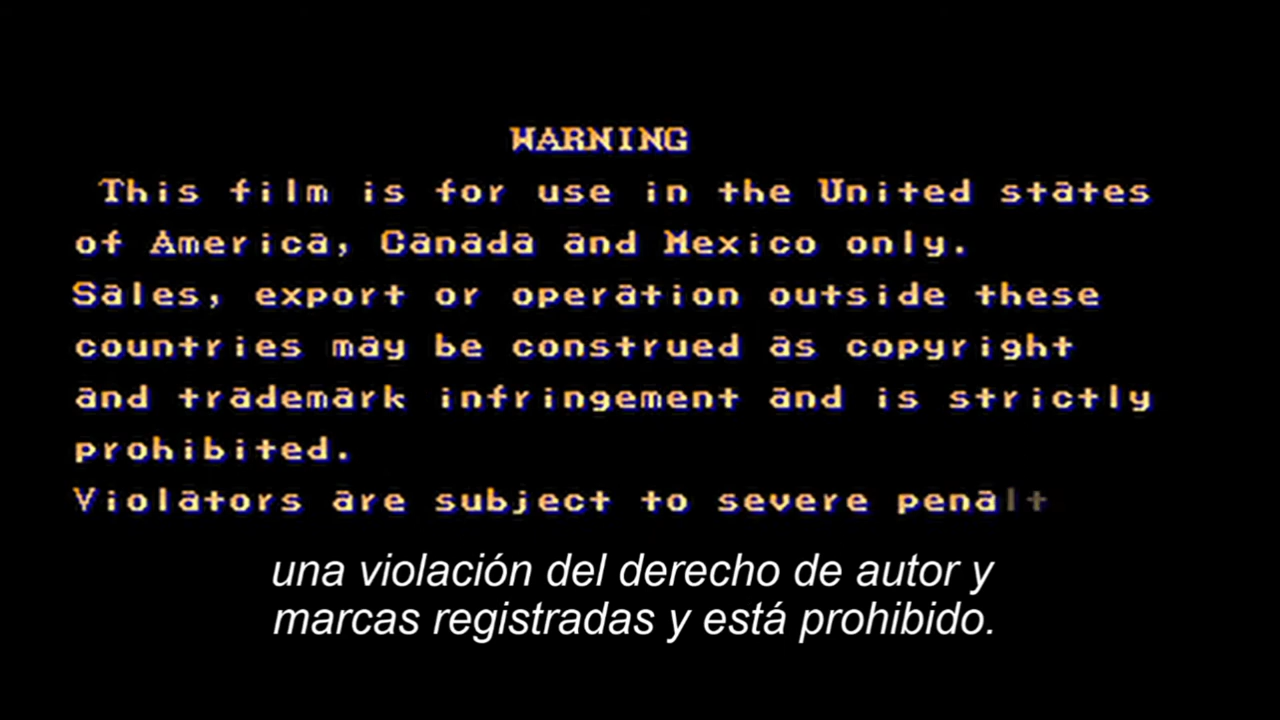 WARNING
This film is for use in the United states
of America, Canada and Mexico only.
Sales, export or operation outside these
countries may be construed as copyright
and trademark infringement and is strictly
prohibited.
Violators are subject to severe penalt
una violación del derecho de autor y
marcas registradas y está prohibido.